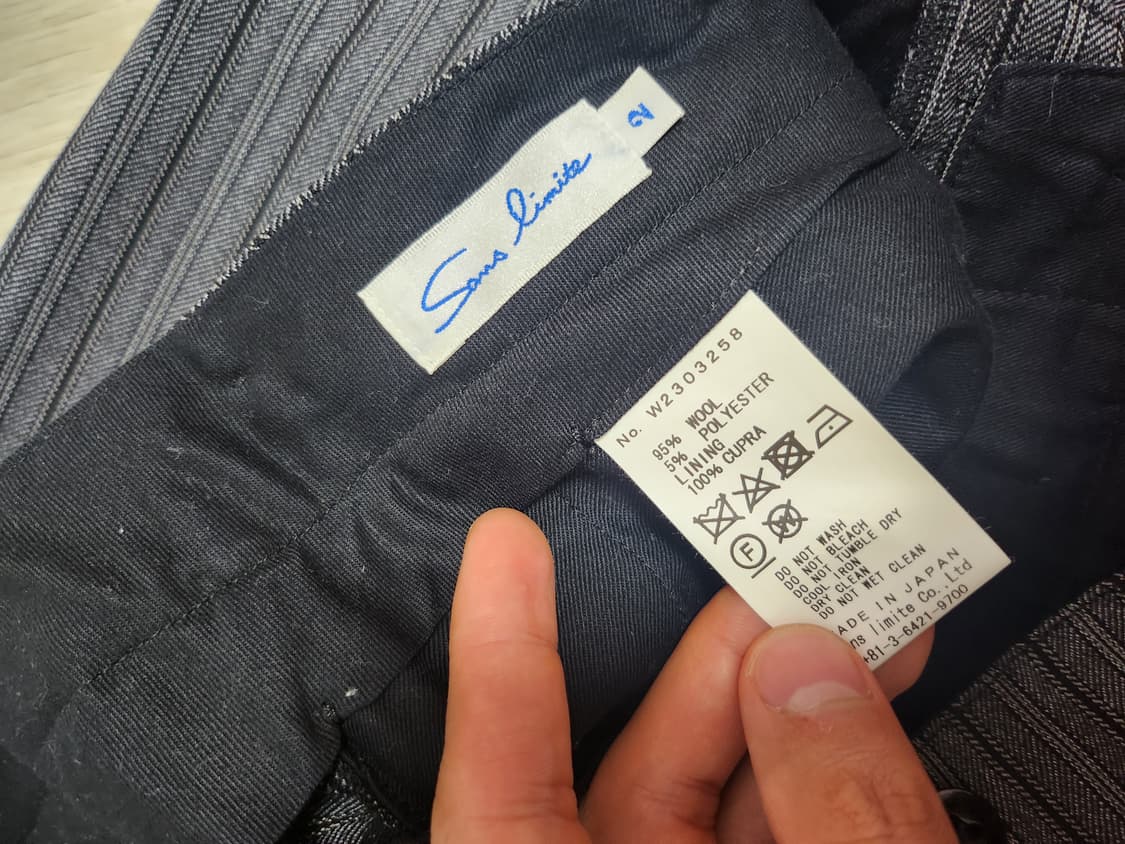 Sans limite
2
No. W2303258
95% WOOL
5% POLYESTER
LINING
100% CUPRA
F
W
DO NOT WASH
DO NOT BLEACH
DO NOT TUMBLE DRY
COOL IRON
DRY CLEAN
DO NOT WET CLEAN
ADE IN JAPAN
ns limite Co.,Ltd
+81-3-6421-9700